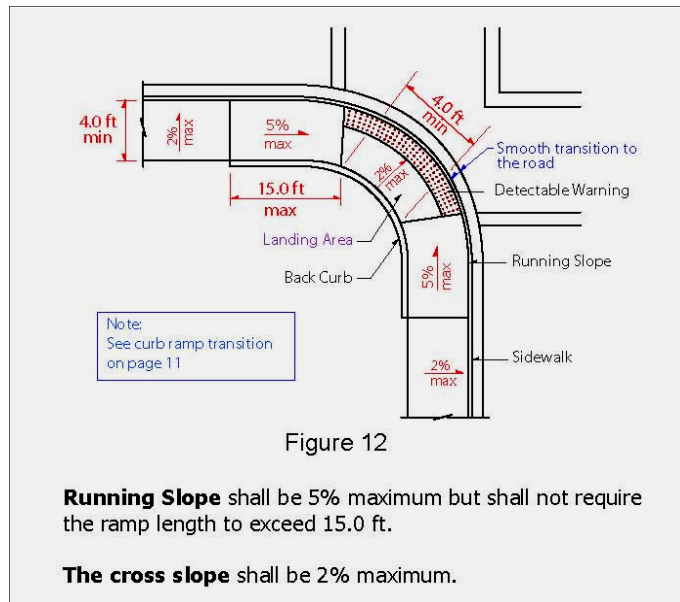 4.0 ft
min
2%
max
5%
max
15.0 ft
max
4.0 ft
min
Smooth transition to
the road
2%
max
Detectable Warning
Landing Area
Back Curb
5%
max
Running Slope
Note:
See curb ramp transition
on page 11
2%
max
Sidewalk
Figure 12
Running Slope shall be 5% maximum but shall not require
the ramp length to exceed 15.0 ft.
The cross slope shall be 2% maximum.